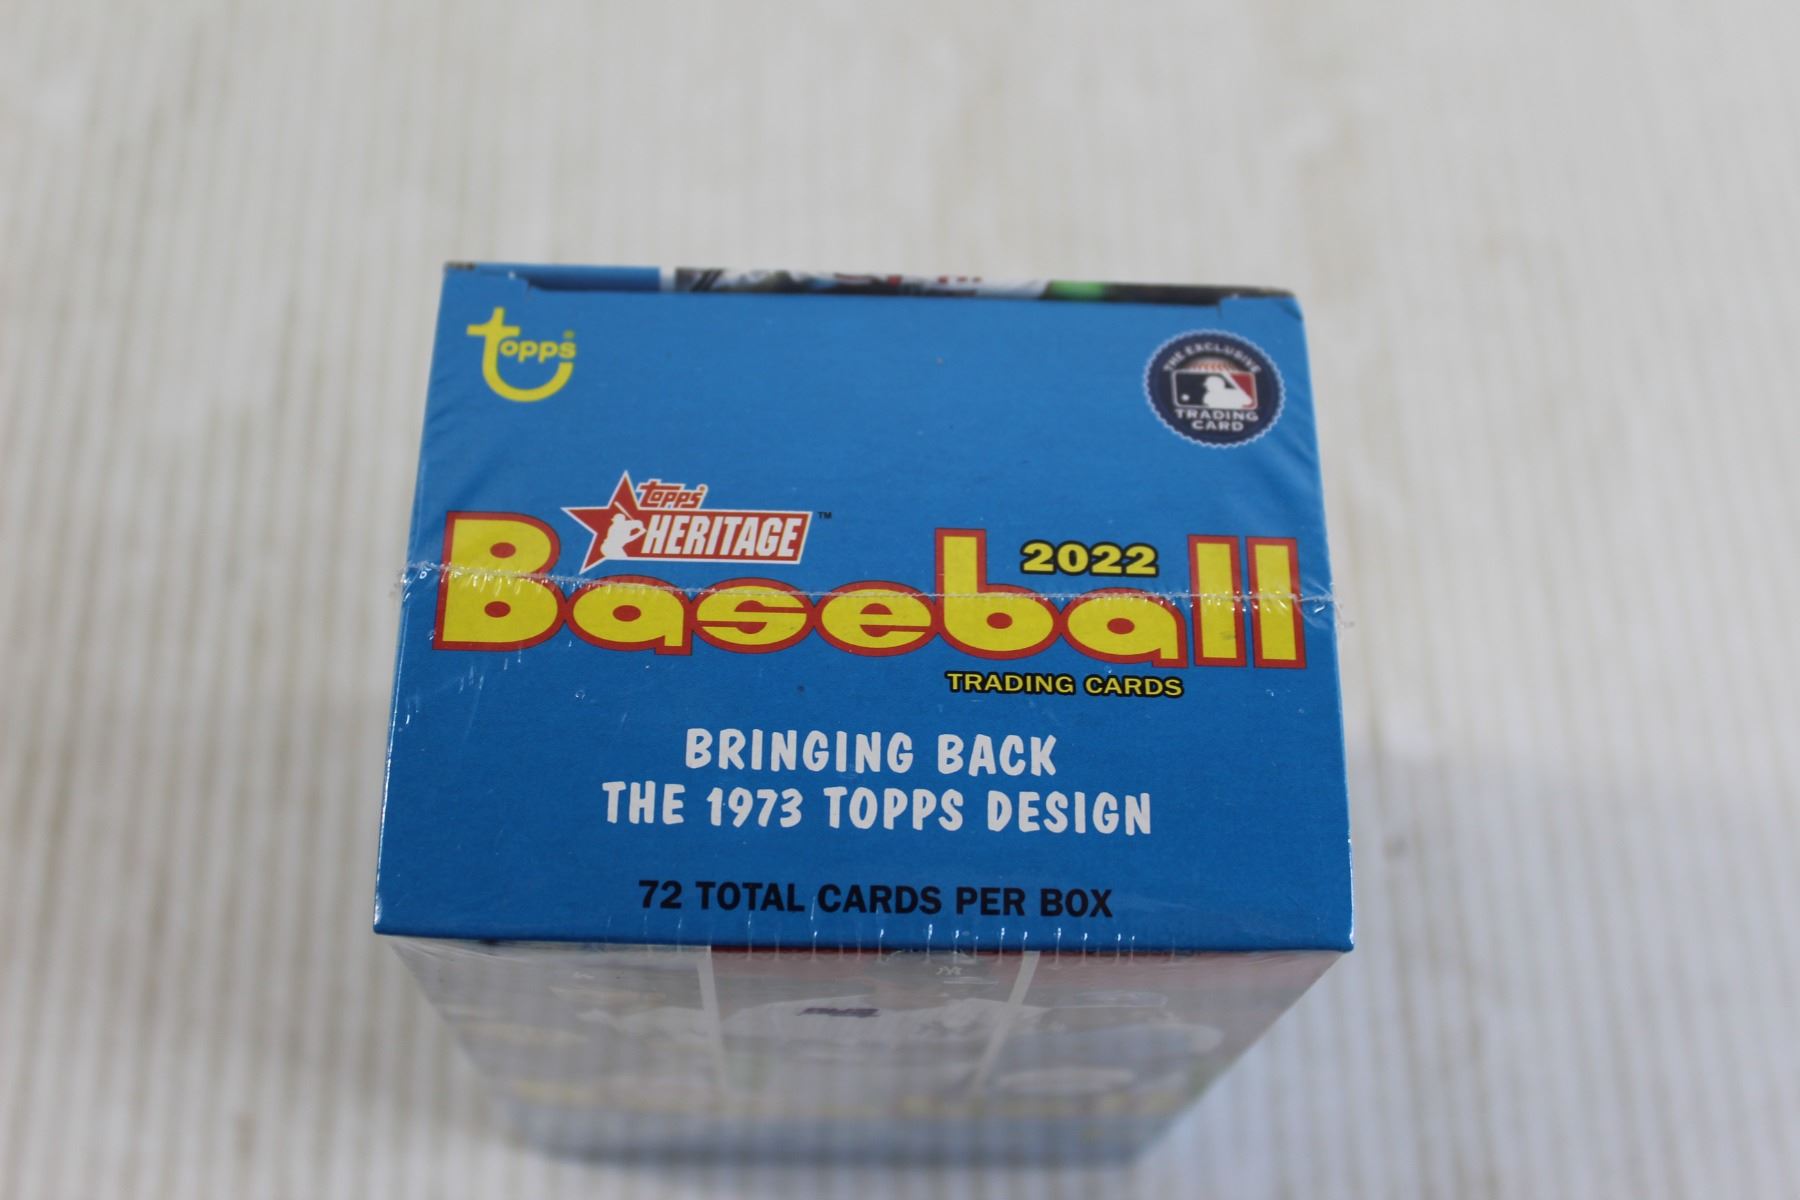 topps®
THE EXCLUSIVE
TRADING
CARD
topps®
HERITAGE™
2022
Baseball
TRADING CARDS
BRINGING BACK
THE 1973 TOPPS DESIGN
72 TOTAL CARDS PER BOX